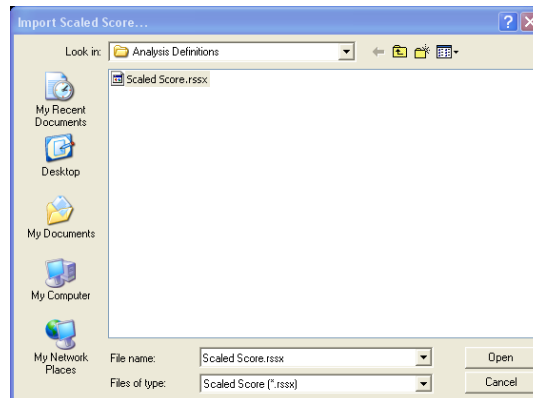 Import Scaled Score...
Look in: Analysis Definitions
Scaled Score.rssx
My Recent
Documents
Desktop
My Documents
My Computer
My Network
Places
File name: Scaled Score.rssx Open
Files of type: Scaled Score (*.rssx) Cancel